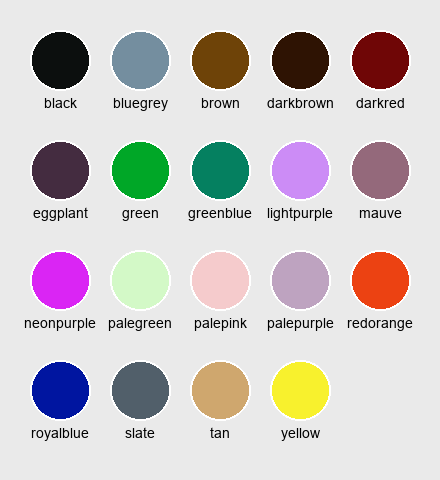 black bluegrey brown darkbrown darkred
eggplant green greenblue lightpurple mauve
neonpurple palegreen palepink palepurple redorange
royalblue slate tan yellow